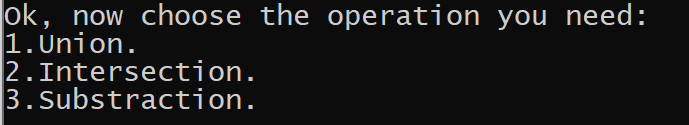 Ok, now choose the operation you need:
1.Union.
2.Intersection.
3.Substraction.